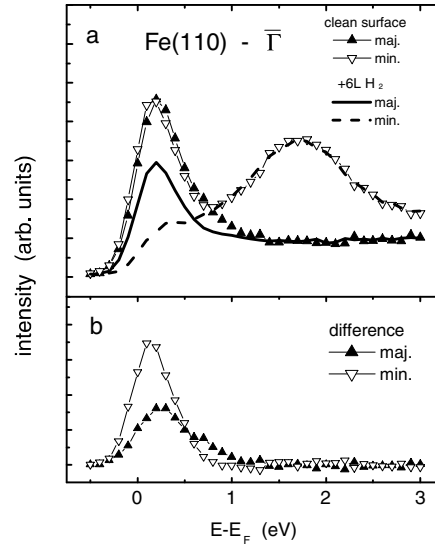 a
Fe(110) - Γ̅
clean surface
maj.
min.
+6L H₂
maj.
min.
intensity (arb. units)
b
difference
maj.
min.
0 1 2 3
E-E_F (eV)